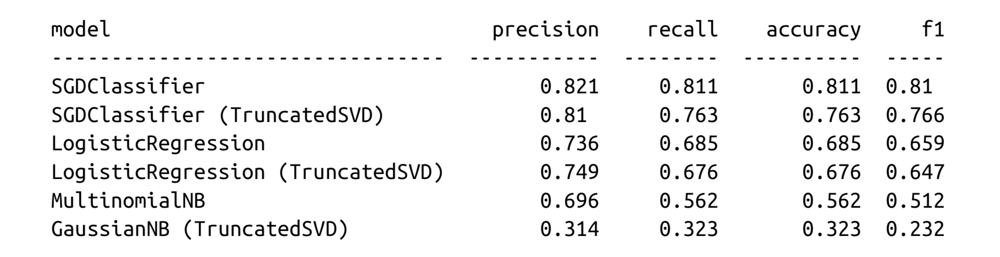 model precision recall accuracy f1
--------------------------------- ----------- -------- ---------- -----
SGDClassifier 0.821 0.811 0.811 0.81
SGDClassifier (TruncatedSVD) 0.81 0.763 0.763 0.766
LogisticRegression 0.736 0.685 0.685 0.659
LogisticRegression (TruncatedSVD) 0.749 0.676 0.676 0.647
MultinomialNB 0.696 0.562 0.562 0.512
GaussianNB (TruncatedSVD) 0.314 0.323 0.323 0.232